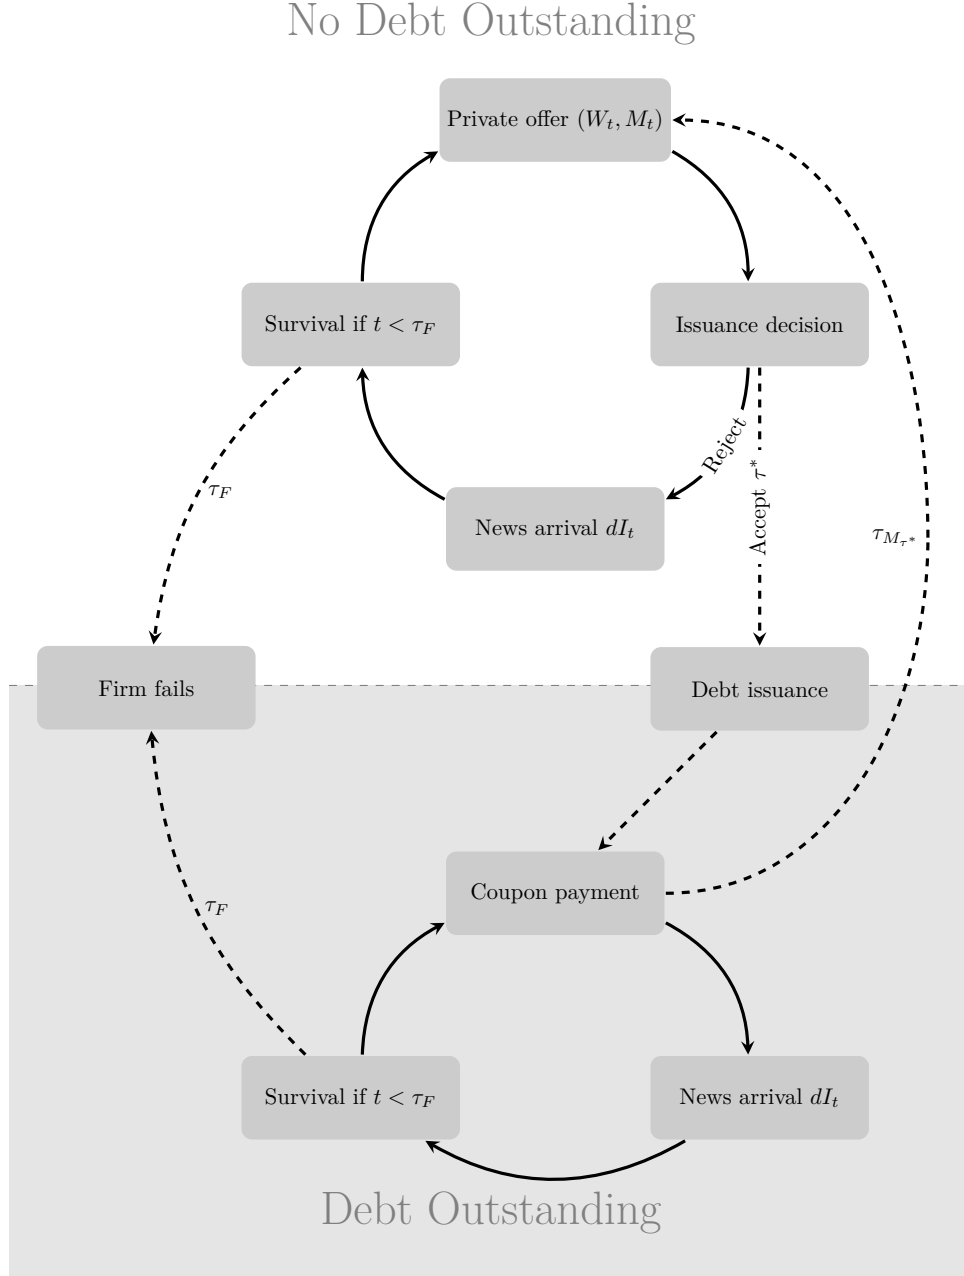 No Debt Outstanding
Private offer (W_t, M_t)
Survival if t < τ_F
Issuance decision
Reject
Accept τ*
τ_F
News arrival dI_t
τ_{M_{τ*}}
Firm fails
Debt issuance
Coupon payment
τ_F
Survival if t < τ_F
News arrival dI_t
Debt Outstanding